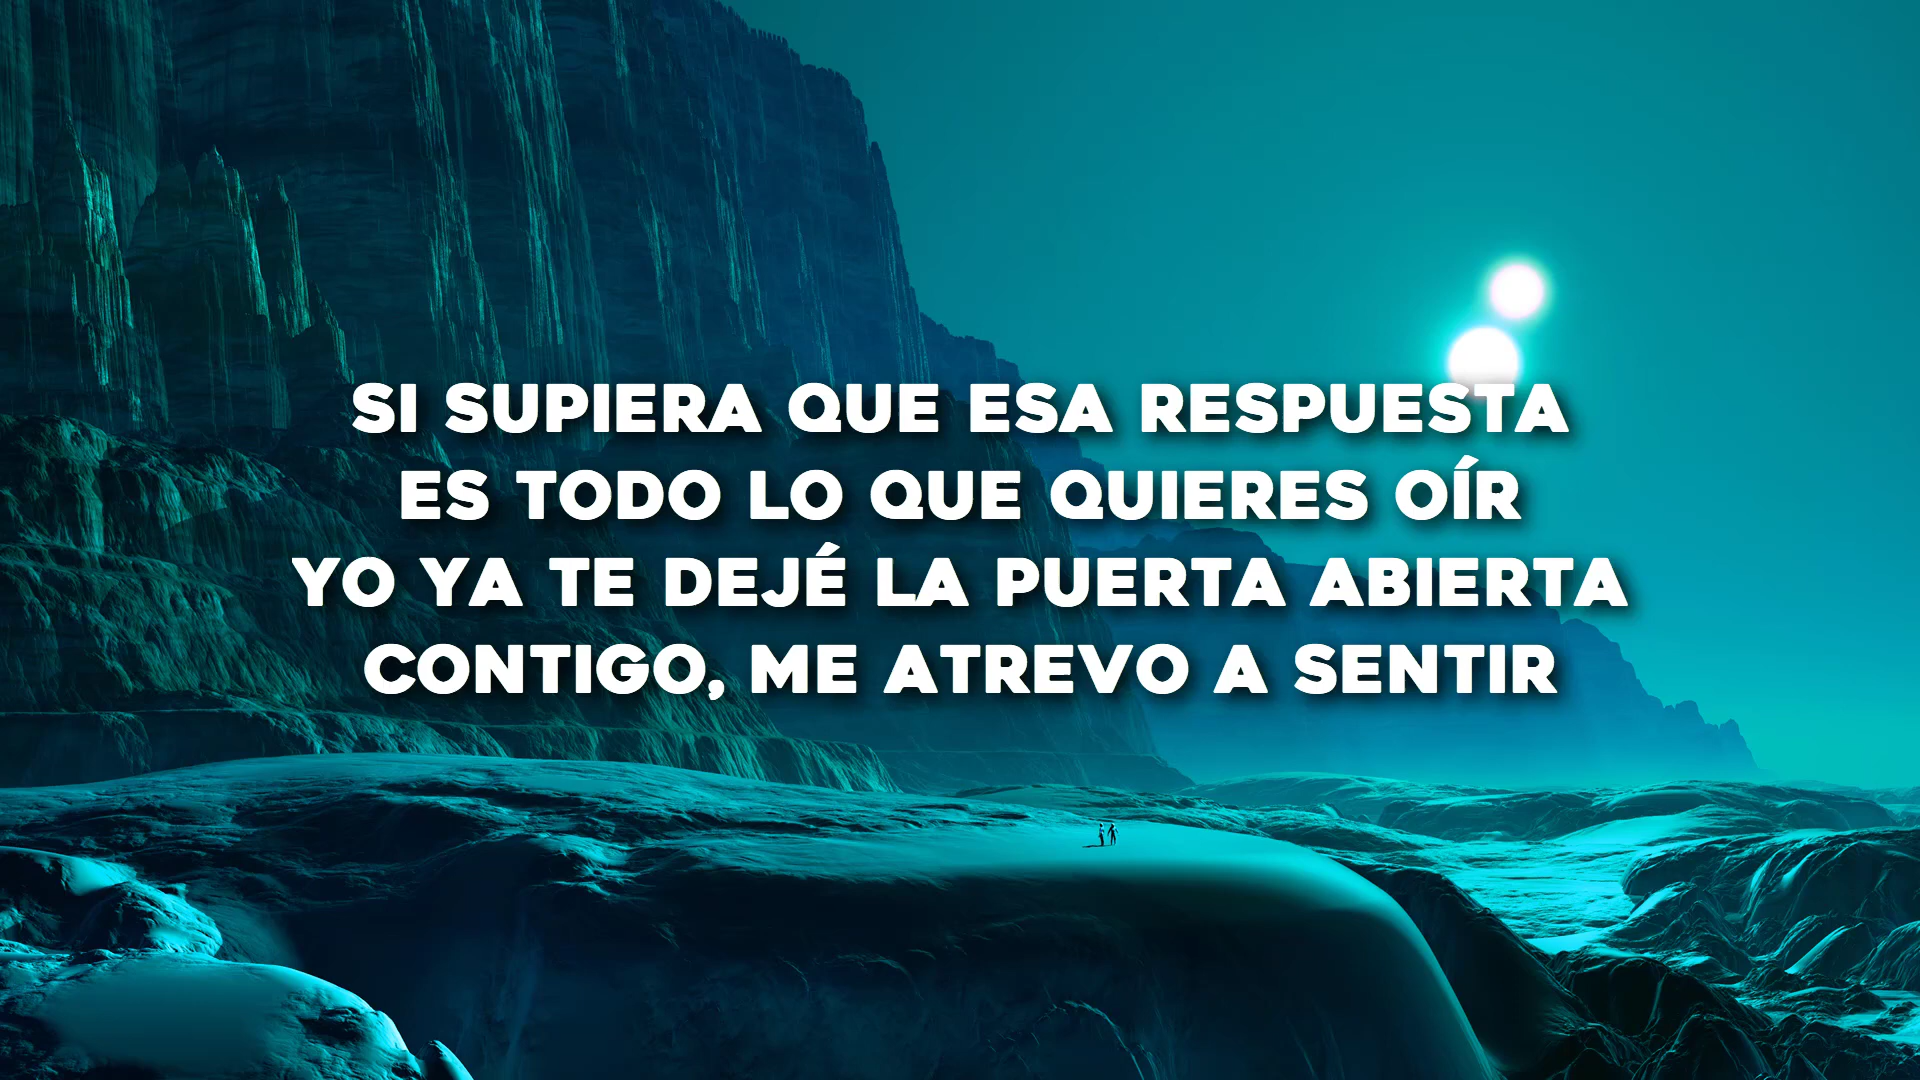 SI SUPIERA QUE ESA RESPUESTA
ES TODO LO QUE QUIERES OÍR
YO YA TE DEJÉ LA PUERTA ABIERTA
CONTIGO, ME ATREVO A SENTIR